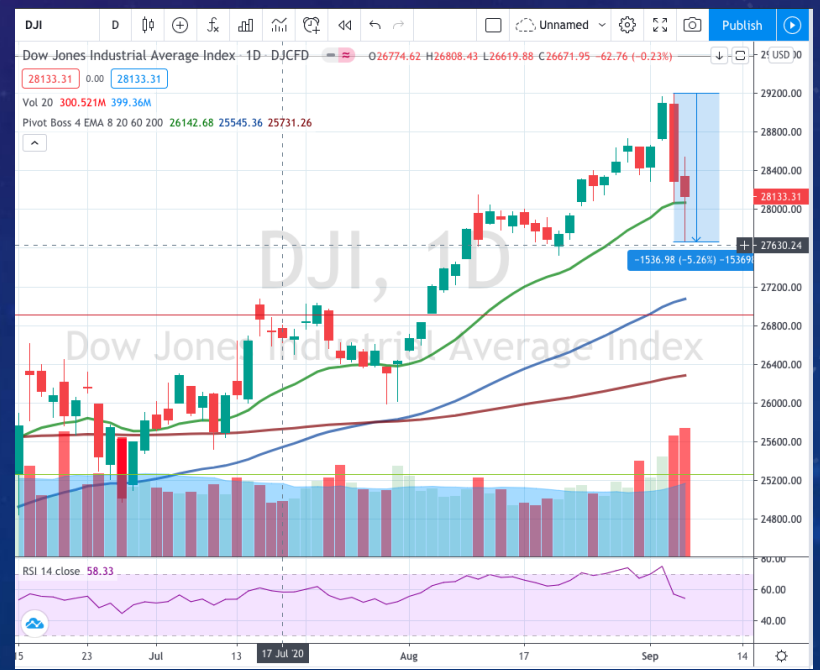 DJI D Unnamed Publish
Dow Jones Industrial Average Index · 1D · DJCFD O26774.62 H26808.43 L26619.88 C26671.95 −62.76 (−0.23%) USD
28133.31 0.00 28133.31
Vol 20 300.521M 399.36M
Pivot Boss 4 EMA 8 20 60 200 26142.68 25545.36 25731.26
DJI, 1D
Dow Jones Industrial Average Index
29200.00
28800.00
28400.00
28133.31
28000.00
27630.24
−1536.98 (−5.26%) −15369
27200.00
26800.00
26400.00
26000.00
25600.00
25200.00
24800.00
RSI 14 close 58.33
80.00
60.00
40.00
15 23 Jul 13 17 Jul '20 Aug 17 Sep 14